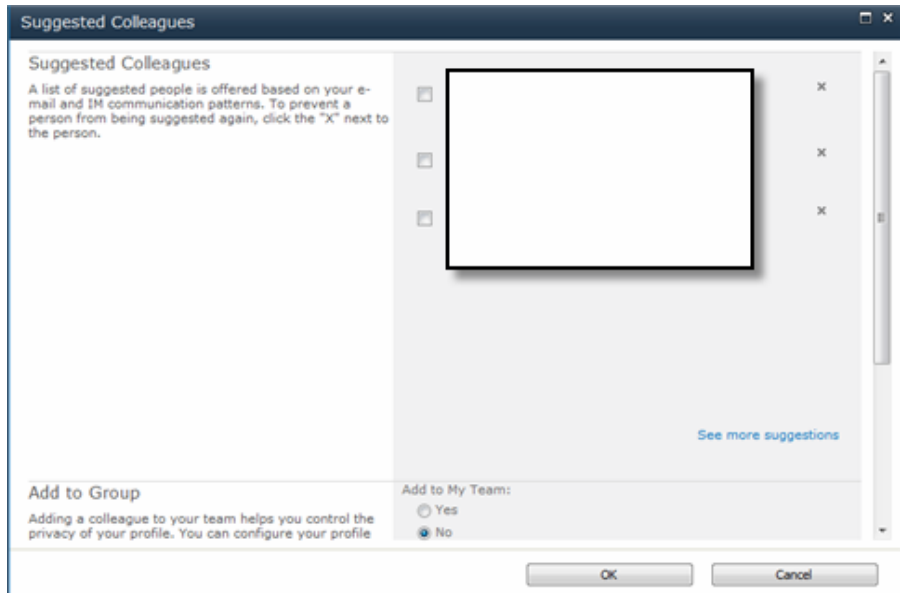 Suggested Colleagues
Suggested Colleagues
A list of suggested people is offered based on your e-
mail and IM communication patterns. To prevent a
person from being suggested again, click the "X" next to
the person.
See more suggestions
Add to Group
Adding a colleague to your team helps you control the
privacy of your profile. You can configure your profile
Add to My Team:
Yes
No
OK
Cancel